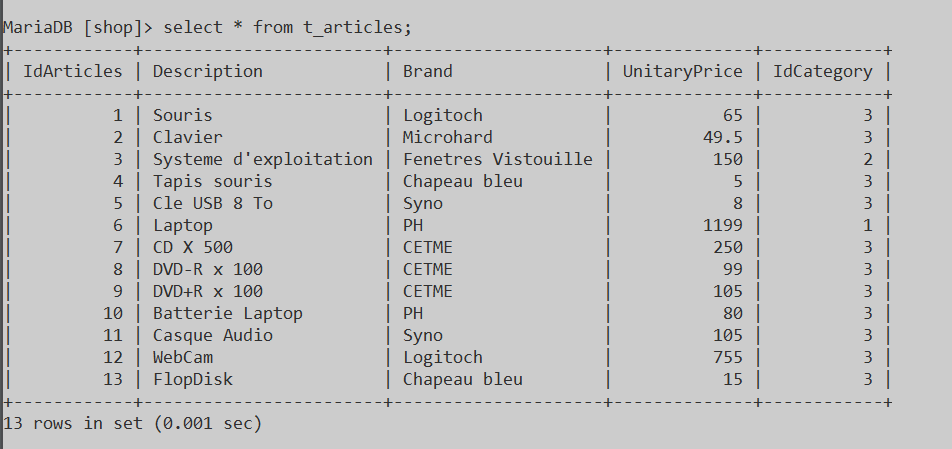 MariaDB [shop]> select * from t_articles;
+------------+-------------------------+----------------------+--------------+------------+
| IdArticles | Description             | Brand                | UnitaryPrice | IdCategory |
+------------+-------------------------+----------------------+--------------+------------+
|          1 | Souris                  | Logitoch             |           65 |          3 |
|          2 | Clavier                 | Microhard            |         49.5 |          3 |
|          3 | Systeme d'exploitation  | Fenetres Vistouille  |          150 |          2 |
|          4 | Tapis souris            | Chapeau bleu         |            5 |          3 |
|          5 | Cle USB 8 To            | Syno                 |            8 |          3 |
|          6 | Laptop                  | PH                   |         1199 |          1 |
|          7 | CD X 500                | CETME                |          250 |          3 |
|          8 | DVD-R x 100             | CETME                |           99 |          3 |
|          9 | DVD+R x 100             | CETME                |          105 |          3 |
|         10 | Batterie Laptop         | PH                   |           80 |          3 |
|         11 | Casque Audio            | Syno                 |          105 |          3 |
|         12 | WebCam                  | Logitoch             |          755 |          3 |
|         13 | FlopDisk                | Chapeau bleu         |           15 |          3 |
+------------+-------------------------+----------------------+--------------+------------+
13 rows in set (0.001 sec)